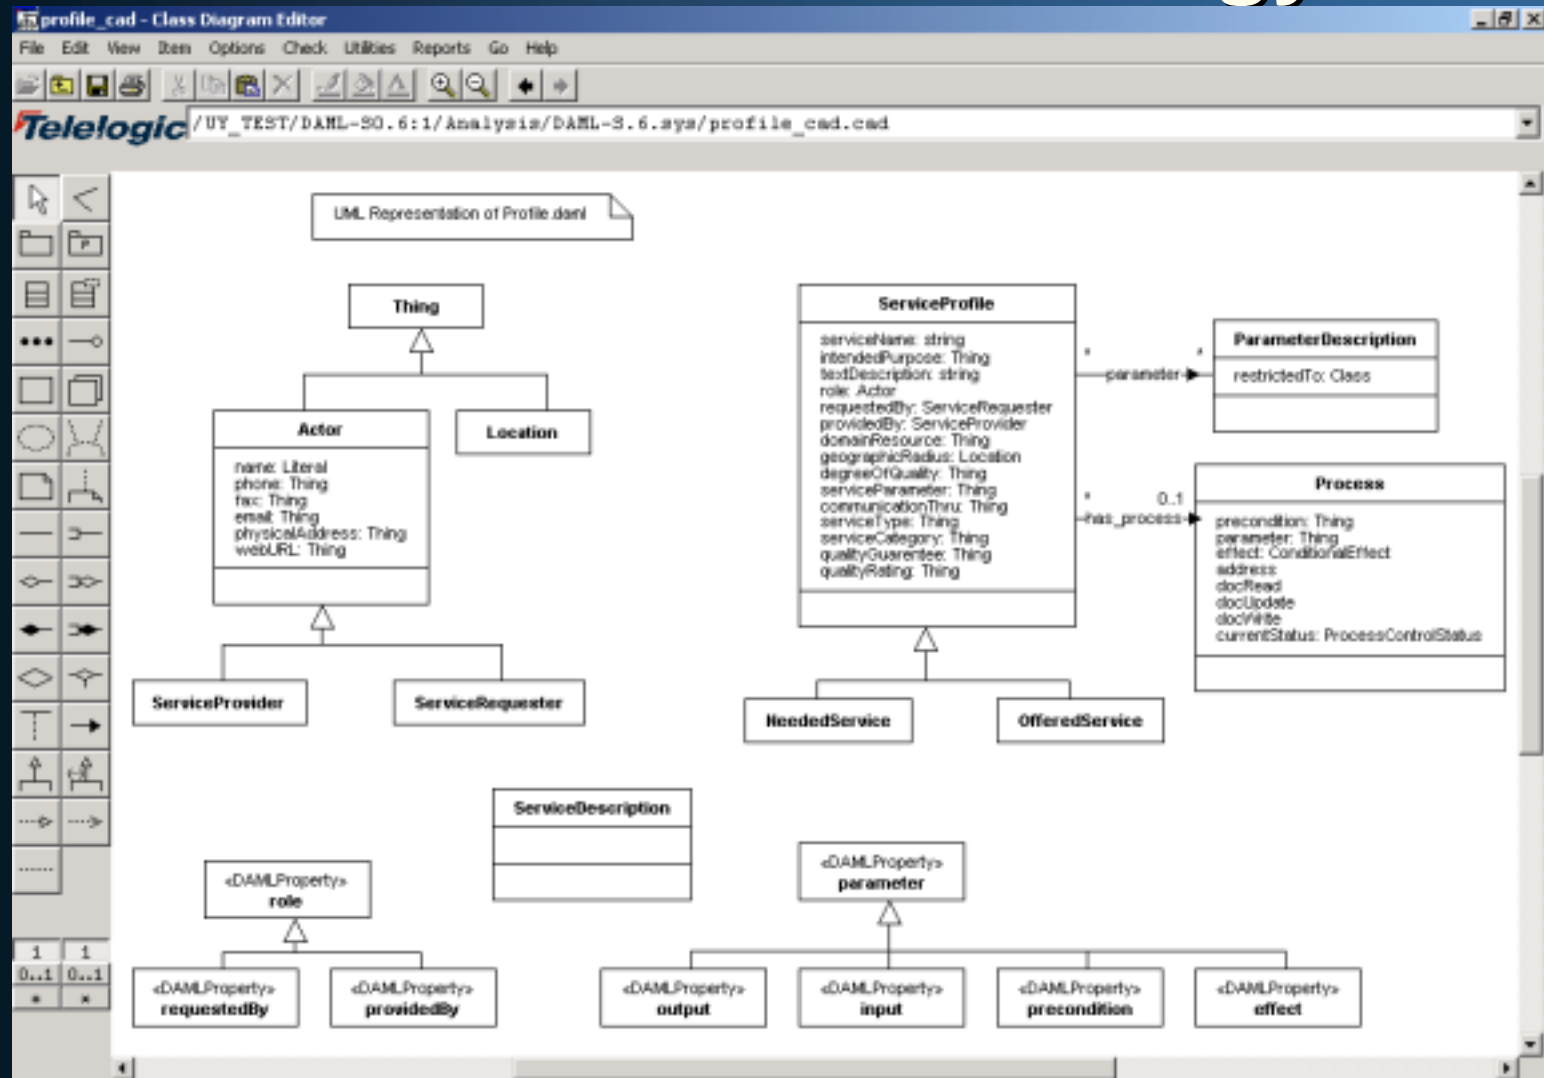 profile_cad - Class Diagram Editor
File Edit View Item Options Check Utilities Reports Go Help
Telelogic
/UY_TEST/DAML-S0.6:1/Analysis/DAML-S.6.sys/profile_cad.cad
UML Representation of Profile.daml
Thing
Actor
name: Literal
phone: Thing
fax: Thing
email: Thing
physicalAddress: Thing
webURL: Thing
Location
ServiceProvider
ServiceRequester
ServiceProfile
serviceName: string
intendedPurpose: Thing
textDescription: string
role: Actor
requestedBy: ServiceRequester
providedBy: ServiceProvider
domainResource: Thing
geographicRadius: Location
degreeOfQuality: Thing
serviceParameter: Thing
communicationThru: Thing
serviceType: Thing
serviceCategory: Thing
qualityGuarentee: Thing
qualityRating: Thing
* *
parameter
ParameterDescription
restrictedTo: Class
* 0..1
has_process
Process
precondition: Thing
parameter: Thing
effect: ConditionalEffect
address
docRead
docUpdate
docWrite
currentStatus: ProcessControlStatus
NeededService
OfferedService
ServiceDescription
«DAMLProperty»
role
«DAMLProperty»
requestedBy
«DAMLProperty»
providedBy
«DAMLProperty»
parameter
«DAMLProperty»
output
«DAMLProperty»
input
«DAMLProperty»
precondition
«DAMLProperty»
effect
1 1
0..1 0..1
* *